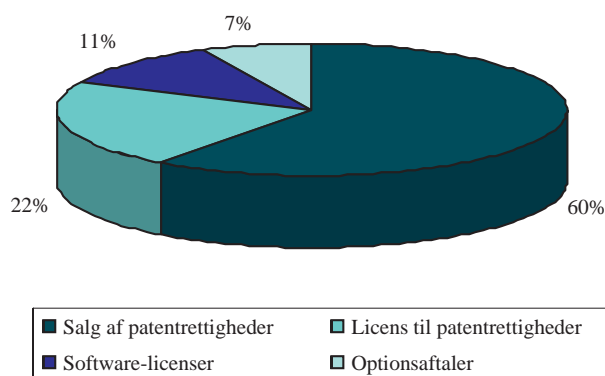 7%
11%
22%
60%
Salg af patentrettigheder
Licens til patentrettigheder
Software-licenser
Optionsaftaler